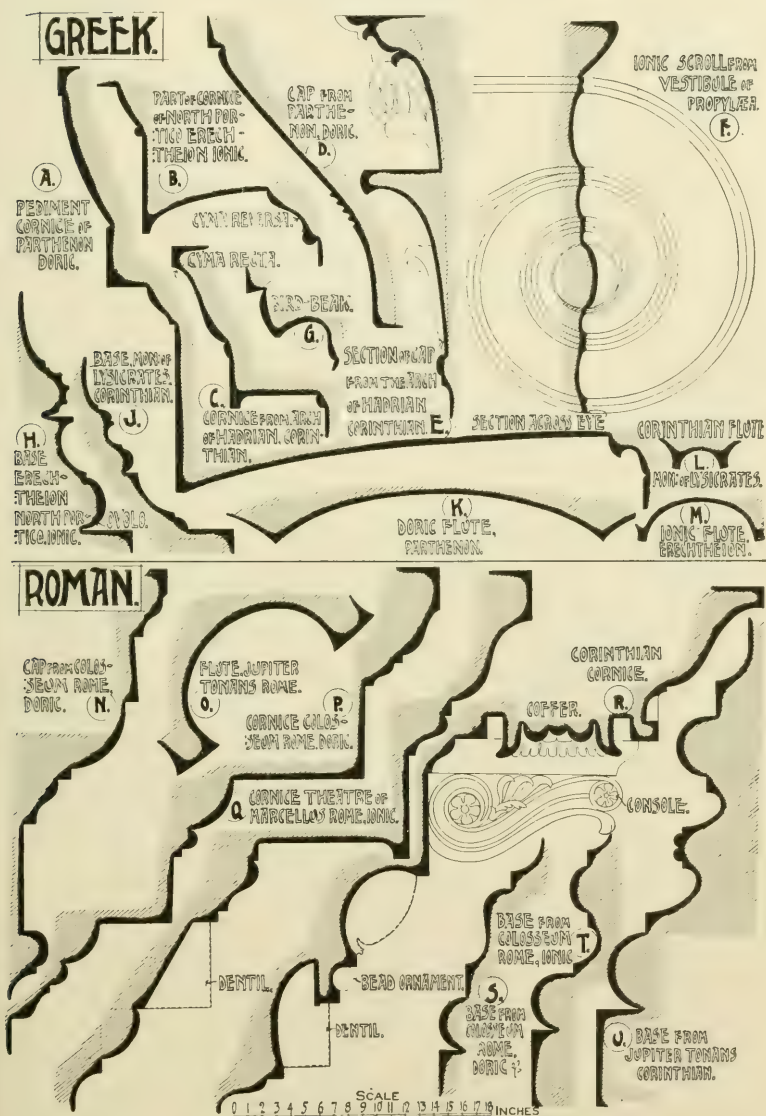 GREEK.
A.
PEDIMENT
CORNICE OF
PARTHENON
DORIC.
PART OF CORNICE
OF NORTH POR-
-TICO ERECH-
-THEION IONIC.
B.
CAP FROM
PARTHE-
NON, DORIC.
D.
IONIC SCROLL FROM
VESTIBULE OF
PROPYLÆA.
F.
CYMA REVERSA.
CYMA RECTA.
BIRD-BEAK.
G.
C.
CORNICE FROM ARCH
OF HADRIAN. CORIN-
THIAN.
SECTION OF CAP
FROM THE ARCH
OF HADRIAN
CORINTHIAN. E.
SECTION ACROSS EYE
BASE, MON. OF
LYSICRATES.
CORINTHIAN.
J.
H.
BASE
ERECH-
-THEION
NORTH POR-
-TICO. IONIC.
OVOLO.
K.
DORIC FLUTE,
PARTHENON.
CORINTHIAN FLUTE
L.
MON. OF LYSICRATES.
M.
IONIC FLUTE.
ERECHTHEION.
ROMAN.
CAP FROM COLOS-
-SEUM ROME,
DORIC. N.
FLUTE, JUPITER
TONANS ROME.
O.
P.
CORNICE COLOS-
-SEUM ROME, DORIC.
Q CORNICE THEATRE OF
MARCELLUS ROME, IONIC.
CORINTHIAN
CORNICE.
R.
COFFER.
CONSOLE.
DENTIL.
BEAD ORNAMENT.
DENTIL.
S.
BASE FROM
COLOSSEUM
ROME,
DORIC
BASE FROM
COLOSSEUM T.
ROME, IONIC
U. BASE FROM
JUPITER TONANS
CORINTHIAN.
SCALE
0 1 2 3 4 5 6 7 8 9 10 11 12 13 14 15 16 17 18 INCHES